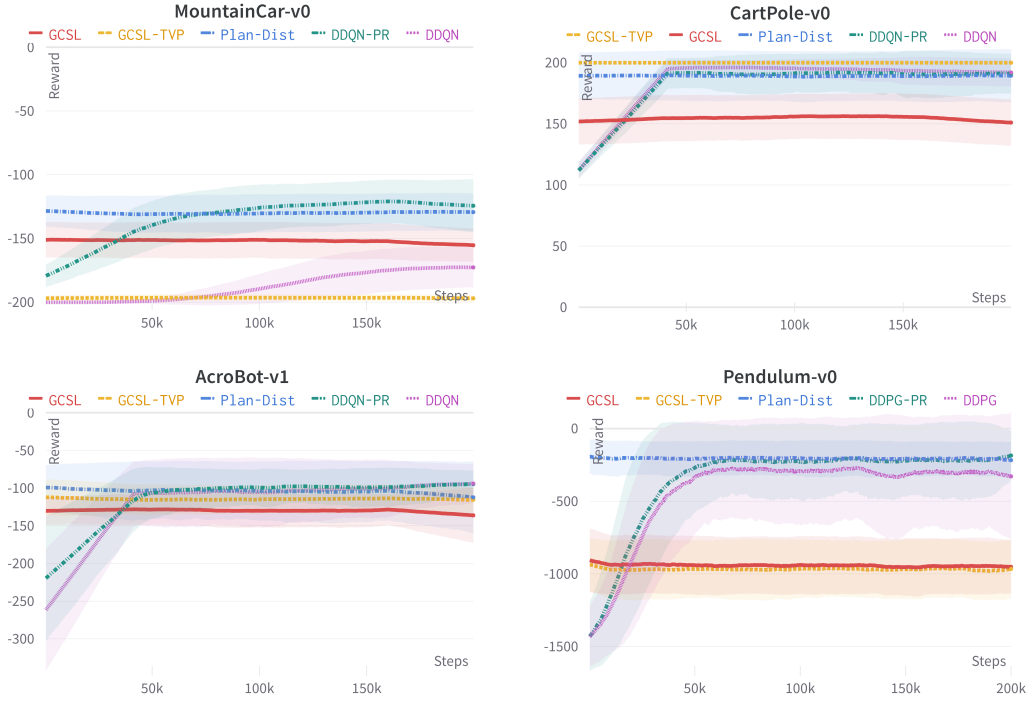 MountainCar-v0
GCSL GCSL-TVP Plan-Dist DDQN-PR DDQN
Reward
0
-50
-100
-150
-200
Steps
50k 100k 150k
CartPole-v0
GCSL-TVP GCSL Plan-Dist DDQN-PR DDQN
Reward
200
150
100
50
0
Steps
50k 100k 150k
AcroBot-v1
GCSL GCSL-TVP Plan-Dist DDQN-PR DDQN
Reward
0
-50
-100
-150
-200
-250
-300
Steps
50k 100k 150k
Pendulum-v0
GCSL GCSL-TVP Plan-Dist DDPG-PR DDPG
Reward
0
-500
-1000
-1500
Steps
50k 100k 150k 200k